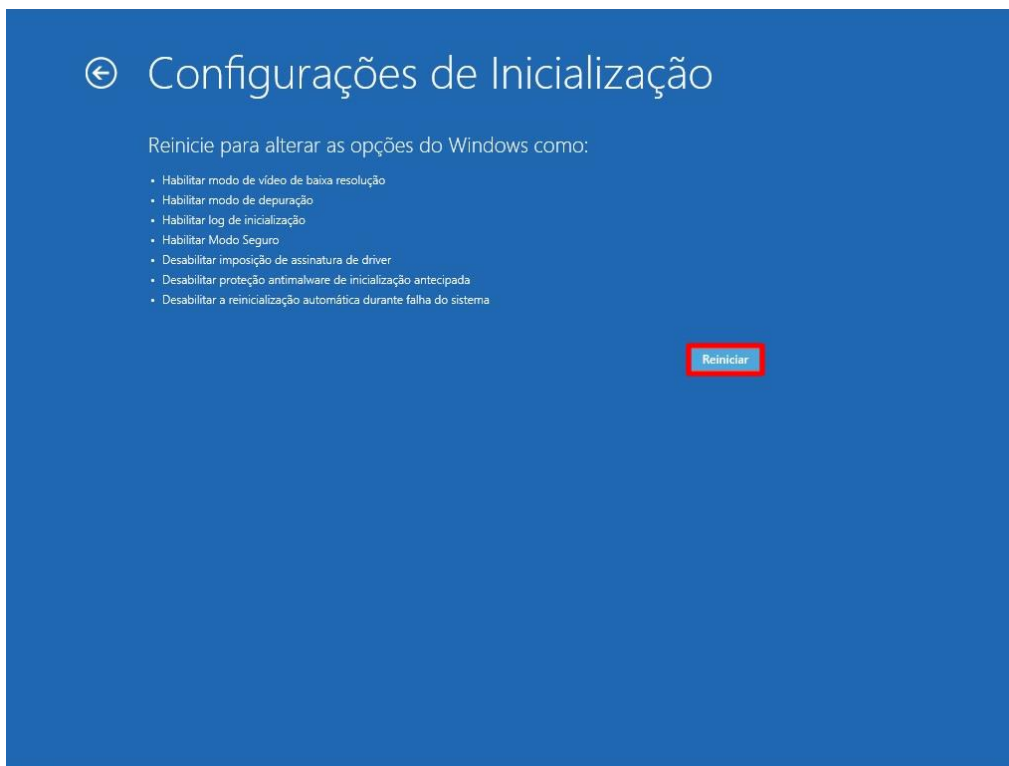 Configurações de Inicialização
Reinicie para alterar as opções do Windows como:
• Habilitar modo de vídeo de baixa resolução
• Habilitar modo de depuração
• Habilitar log de inicialização
• Habilitar Modo Seguro
• Desabilitar imposição de assinatura de driver
• Desabilitar proteção antimalware de inicialização antecipada
• Desabilitar a reinicialização automática durante falha do sistema
Reiniciar